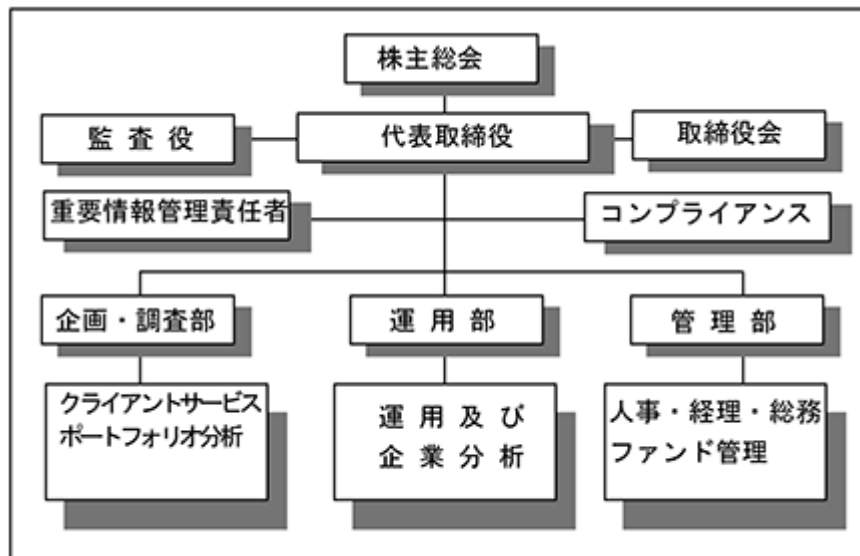 株主総会
監査役
代表取締役
取締役会
重要情報管理責任者
コンプライアンス
企画・調査部
運用部
管理部
クライアントサービス
ポートフォリオ分析
運用及び
企業分析
人事・経理・総務
ファンド管理